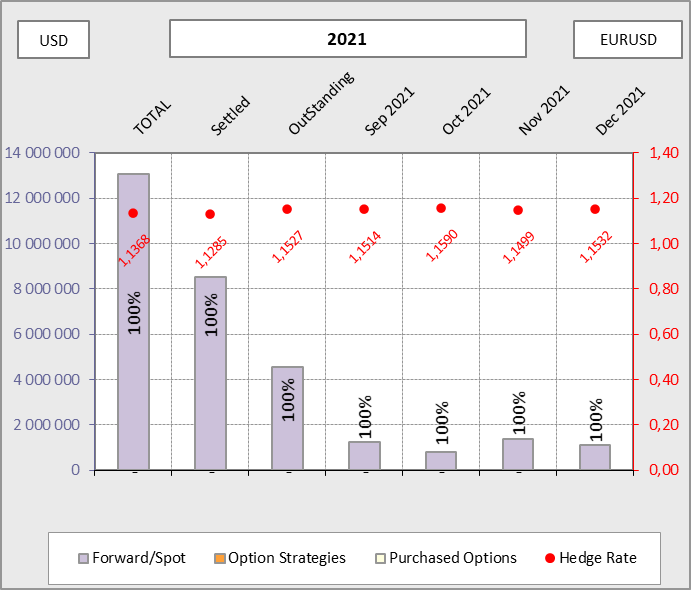 USD
2021
EURUSD
TOTAL
Settled
OutStanding
Sep 2021
Oct 2021
Nov 2021
Dec 2021
14 000 000
12 000 000
10 000 000
8 000 000
6 000 000
4 000 000
2 000 000
0
1,40
1,20
1,00
0,80
0,60
0,40
0,20
0,00
1,1368
1,1285
1,1527
1,1514
1,1590
1,1499
1,1532
100%
100%
100%
100%
100%
100%
100%
Forward/Spot
Option Strategies
Purchased Options
Hedge Rate